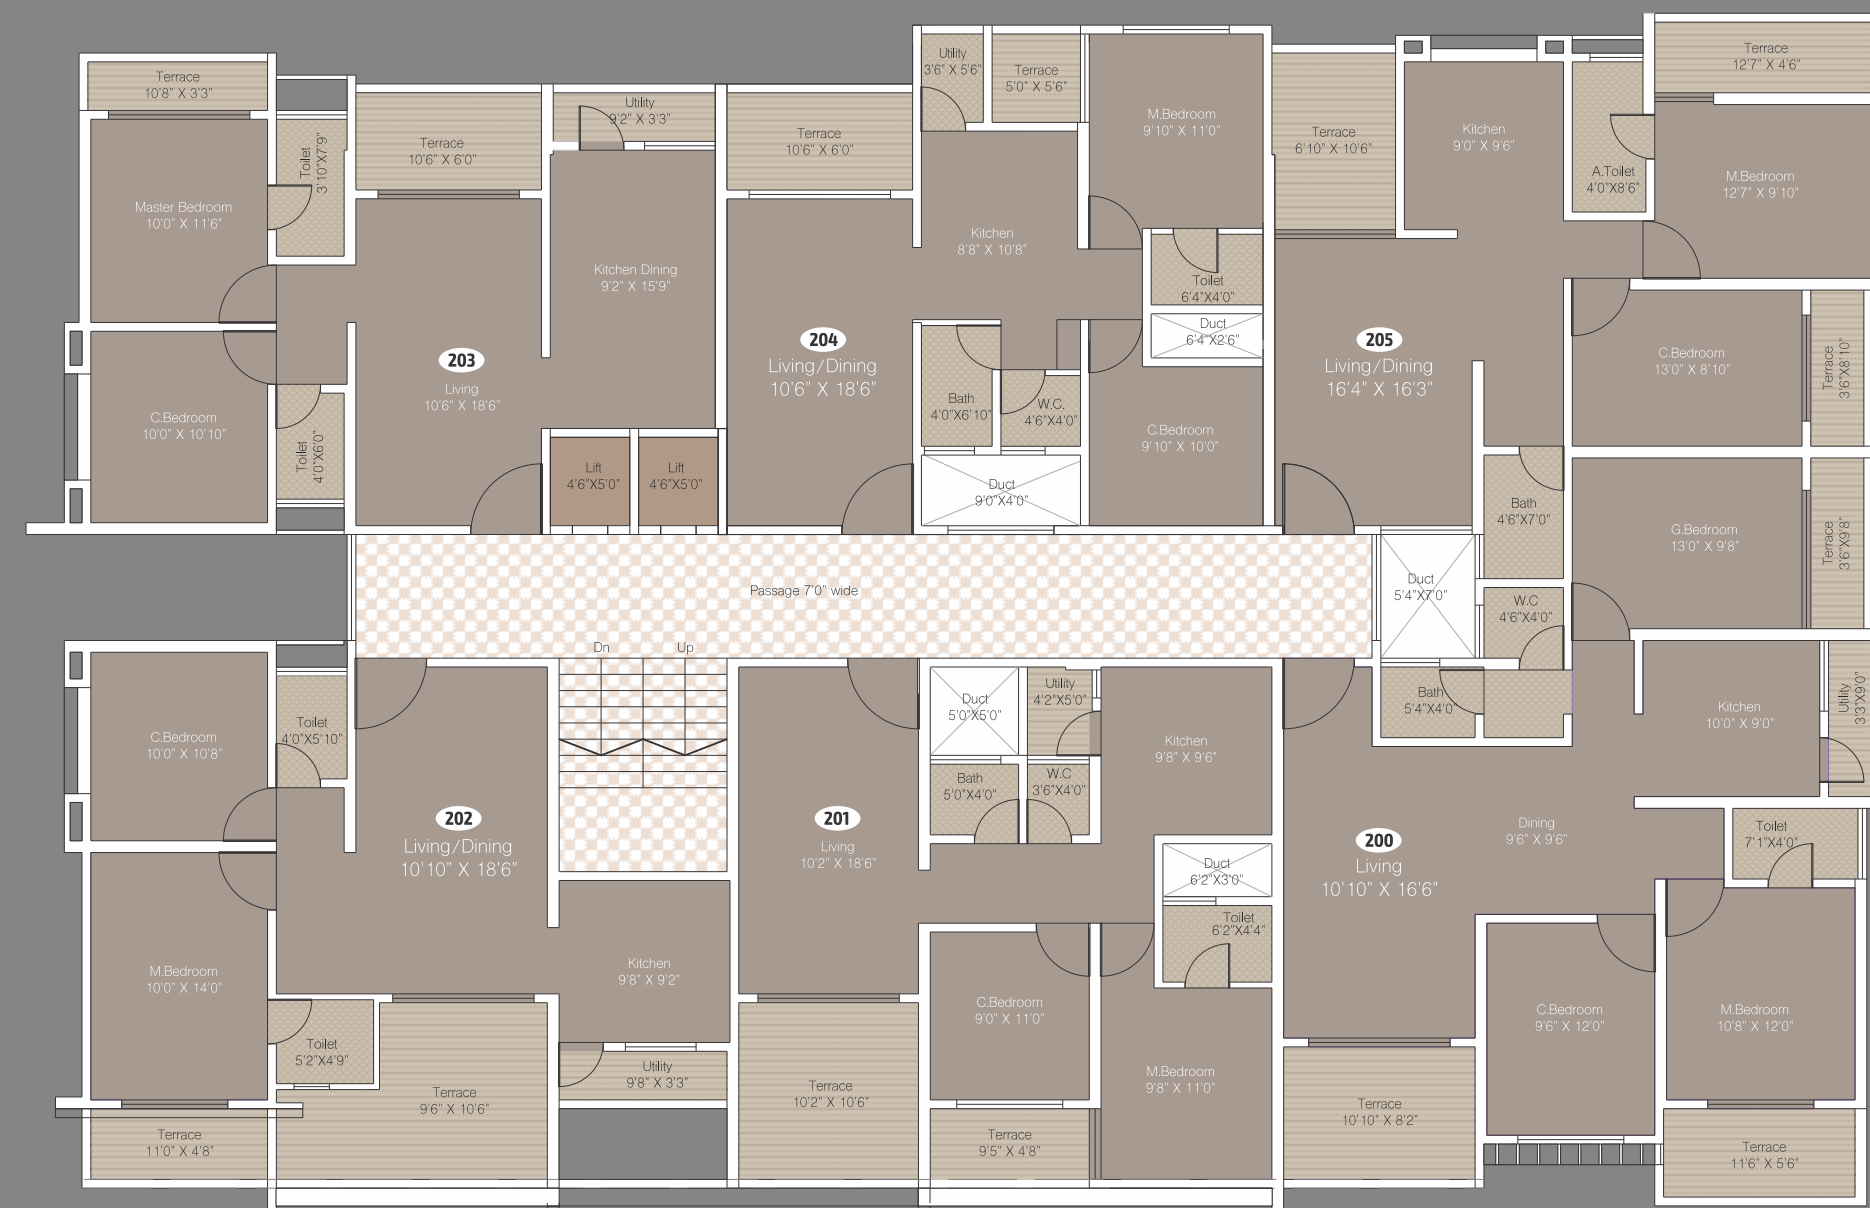 Terrace
10'8" X 3'3"
Toilet
3'10"X7'9"
Master Bedroom
10'0" X 11'6"
C.Bedroom
10'0" X 10'10"
Toilet
4'0"X6'0"
Terrace
10'6" X 6'0"
Utility
9'2" X 3'3"
Kitchen Dining
9'2" X 15'9"
203
Living
10'6" X 18'6"
Lift
4'6"X5'0"
Lift
4'6"X5'0"
Terrace
10'6" X 6'0"
Utility
3'6" X 5'6"
Terrace
5'0" X 5'6"
M.Bedroom
9'10" X 11'0"
Kitchen
8'8" X 10'8"
Toilet
6'4"X4'0"
Duct
6'4"X2'6"
204
Living/Dining
10'6" X 18'6"
Bath
4'0"X6'10"
W.C.
4'6"X4'0"
C.Bedroom
9'10" X 10'0"
Duct
9'0"X4'0"
Terrace
6'10" X 10'6"
Kitchen
9'0" X 9'6"
A.Toilet
4'0"X8'6"
Terrace
12'7" X 4'6"
M.Bedroom
12'7" X 9'10"
205
Living/Dining
16'4" X 16'3"
C.Bedroom
13'0" X 8'10"
Terrace
3'6"X8'10"
Bath
4'6"X7'0"
G.Bedroom
13'0" X 9'8"
Terrace
3'6"X9'8"
Duct
5'4"X7'0"
W.C
4'6"X4'0"
Passage 7'0" wide
Dn
Up
C.Bedroom
10'0" X 10'8"
Toilet
4'0"X5'10"
202
Living/Dining
10'10" X 18'6"
M.Bedroom
10'0" X 14'0"
Toilet
5'2"X4'9"
Terrace
9'6" X 10'6"
Terrace
11'0" X 4'8"
Kitchen
9'8" X 9'2"
Utility
9'8" X 3'3"
201
Living
10'2" X 18'6"
Duct
5'0"X5'0"
Utility
4'2"X5'0"
Kitchen
9'8" X 9'6"
Bath
5'0"X4'0"
W.C
3'6"X4'0"
Duct
6'2"X3'0"
Toilet
6'2"X4'4"
C.Bedroom
9'0" X 11'0"
M.Bedroom
9'8" X 11'0"
Terrace
10'2" X 10'6"
Terrace
9'5" X 4'8"
Bath
5'4"X4'0"
Kitchen
10'0" X 9'0"
Utility
3'3"X9'0"
200
Living
10'10" X 16'6"
Dining
9'6" X 9'6"
Toilet
7'1"X4'0"
C.Bedroom
9'6" X 12'0"
M.Bedroom
10'8" X 12'0"
Terrace
10'10" X 8'2"
Terrace
11'6" X 5'6"